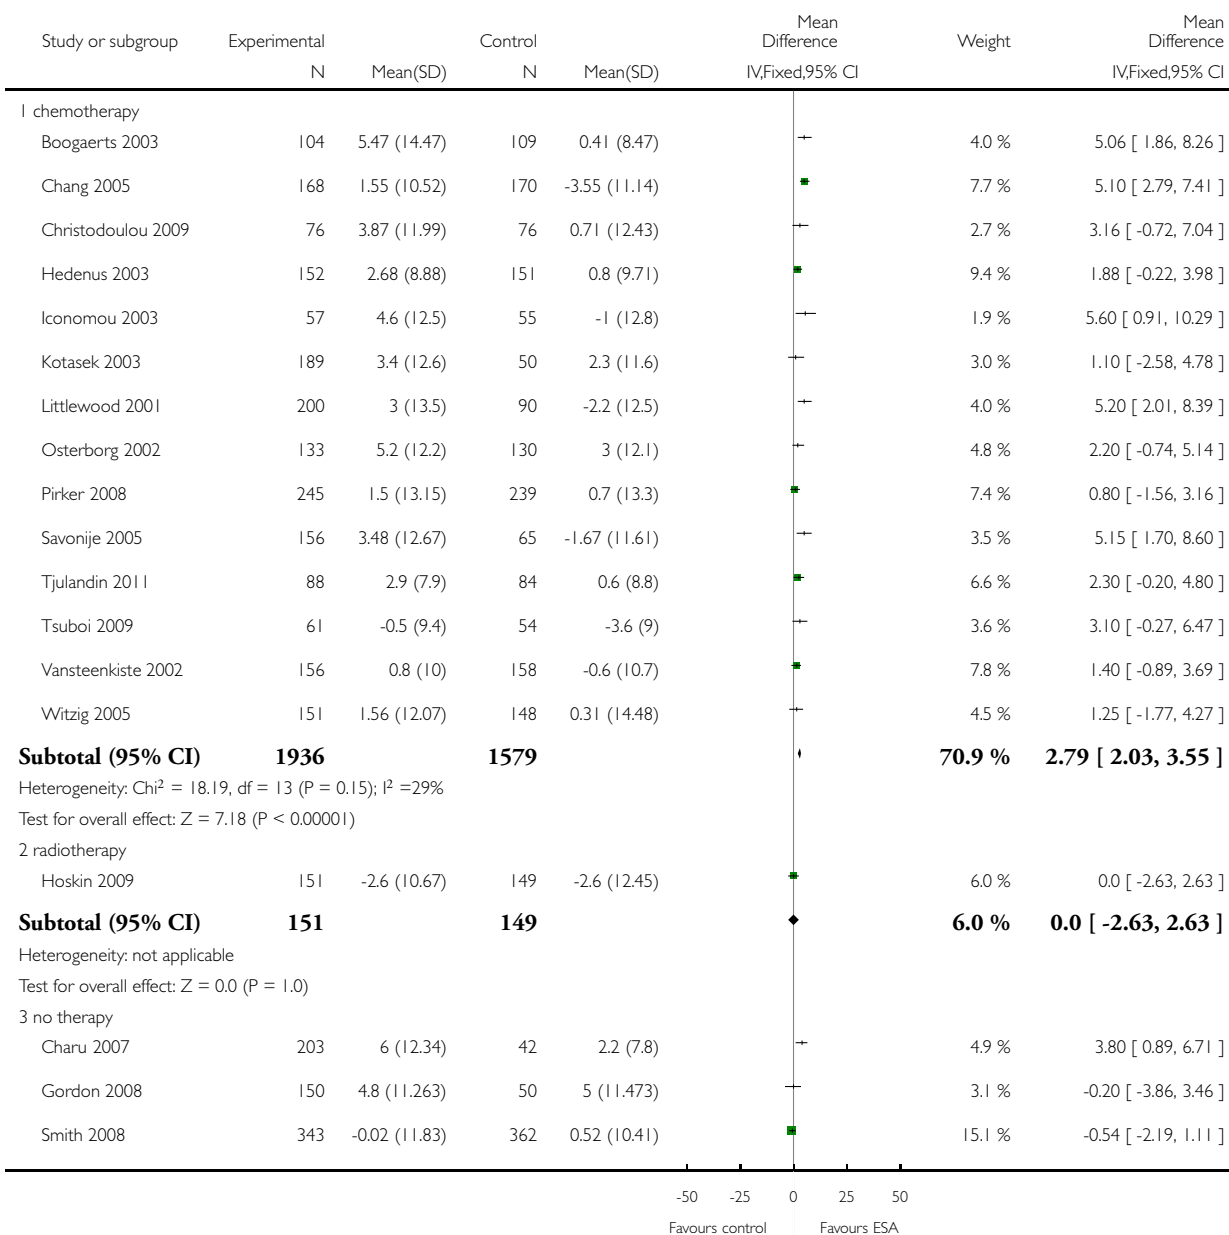 Study or subgroup Experimental Control Mean Difference Weight Mean Difference
N Mean(SD) N Mean(SD) IV,Fixed,95% CI IV,Fixed,95% CI
1 chemotherapy
Boogaerts 2003 104 5.47 (14.47) 109 0.41 (8.47) 4.0 % 5.06 [ 1.86, 8.26 ]
Chang 2005 168 1.55 (10.52) 170 -3.55 (11.14) 7.7 % 5.10 [ 2.79, 7.41 ]
Christodoulou 2009 76 3.87 (11.99) 76 0.71 (12.43) 2.7 % 3.16 [ -0.72, 7.04 ]
Hedenus 2003 152 2.68 (8.88) 151 0.8 (9.71) 9.4 % 1.88 [ -0.22, 3.98 ]
Iconomou 2003 57 4.6 (12.5) 55 -1 (12.8) 1.9 % 5.60 [ 0.91, 10.29 ]
Kotasek 2003 189 3.4 (12.6) 50 2.3 (11.6) 3.0 % 1.10 [ -2.58, 4.78 ]
Littlewood 2001 200 3 (13.5) 90 -2.2 (12.5) 4.0 % 5.20 [ 2.01, 8.39 ]
Osterborg 2002 133 5.2 (12.2) 130 3 (12.1) 4.8 % 2.20 [ -0.74, 5.14 ]
Pirker 2008 245 1.5 (13.15) 239 0.7 (13.3) 7.4 % 0.80 [ -1.56, 3.16 ]
Savonije 2005 156 3.48 (12.67) 65 -1.67 (11.61) 3.5 % 5.15 [ 1.70, 8.60 ]
Tjulandin 2011 88 2.9 (7.9) 84 0.6 (8.8) 6.6 % 2.30 [ -0.20, 4.80 ]
Tsuboi 2009 61 -0.5 (9.4) 54 -3.6 (9) 3.6 % 3.10 [ -0.27, 6.47 ]
Vansteenkiste 2002 156 0.8 (10) 158 -0.6 (10.7) 7.8 % 1.40 [ -0.89, 3.69 ]
Witzig 2005 151 1.56 (12.07) 148 0.31 (14.48) 4.5 % 1.25 [ -1.77, 4.27 ]
Subtotal (95% CI) 1936 1579 70.9 % 2.79 [ 2.03, 3.55 ]
Heterogeneity: Chi² = 18.19, df = 13 (P = 0.15); I² =29%
Test for overall effect: Z = 7.18 (P < 0.00001)
2 radiotherapy
Hoskin 2009 151 -2.6 (10.67) 149 -2.6 (12.45) 6.0 % 0.0 [ -2.63, 2.63 ]
Subtotal (95% CI) 151 149 6.0 % 0.0 [ -2.63, 2.63 ]
Heterogeneity: not applicable
Test for overall effect: Z = 0.0 (P = 1.0)
3 no therapy
Charu 2007 203 6 (12.34) 42 2.2 (7.8) 4.9 % 3.80 [ 0.89, 6.71 ]
Gordon 2008 150 4.8 (11.263) 50 5 (11.473) 3.1 % -0.20 [ -3.86, 3.46 ]
Smith 2008 343 -0.02 (11.83) 362 0.52 (10.41) 15.1 % -0.54 [ -2.19, 1.11 ]
-50 -25 0 25 50
Favours control Favours ESA